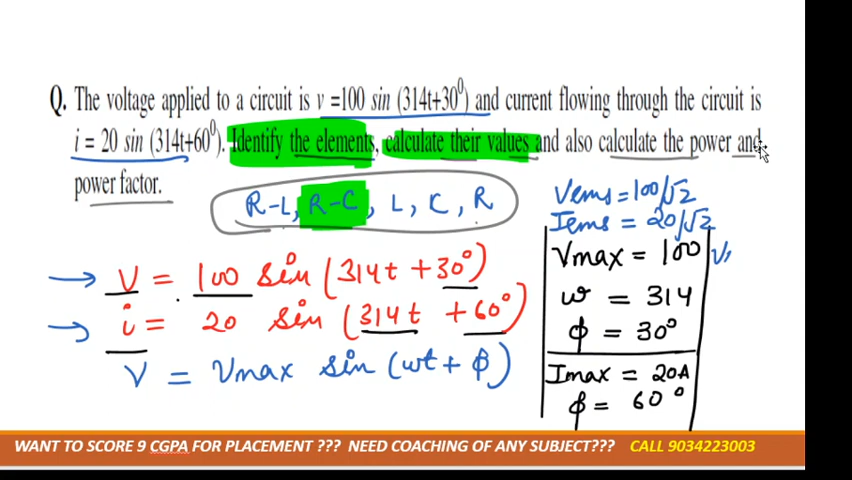 Q. The voltage applied to a circuit is v =100 sin (314t+30⁰) and current flowing through the circuit is
i = 20 sin (314t+60⁰). Identify the elements, calculate their values and also calculate the power and
power factor.
R-L, R-C, L, C, R
Vrms = 100/√2
Irms = 20/√2
Vmax = 100 V,
ω = 314
ϕ = 30°
Imax = 20A
ϕ = 60°
→ V = 100 sin (314t + 30°)
→ i = 20 sin (314t + 60°)
V = Vmax sin (ωt + ϕ)
WANT TO SCORE 9 CGPA FOR PLACEMENT ??? NEED COACHING OF ANY SUBJECT??? CALL 9034223003